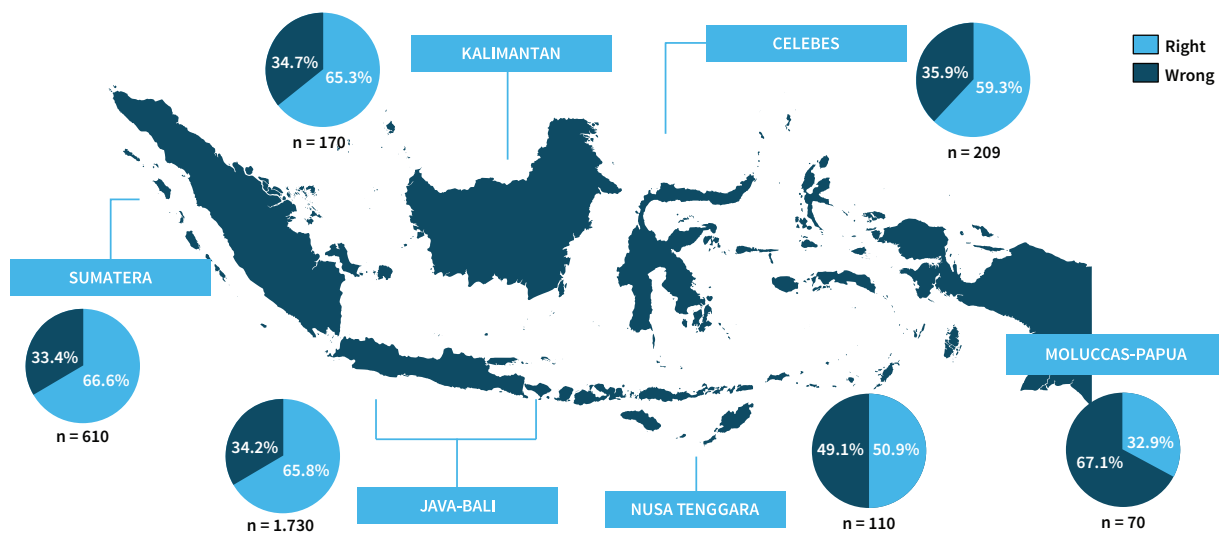 KALIMANTAN
34.7%
65.3%
n = 170
CELEBES
35.9%
59.3%
n = 209
Right
Wrong
SUMATERA
33.4%
66.6%
n = 610
34.2%
65.8%
n = 1.730
JAVA-BALI
NUSA TENGGARA
49.1%
50.9%
n = 110
MOLUCCAS-PAPUA
32.9%
67.1%
n = 70